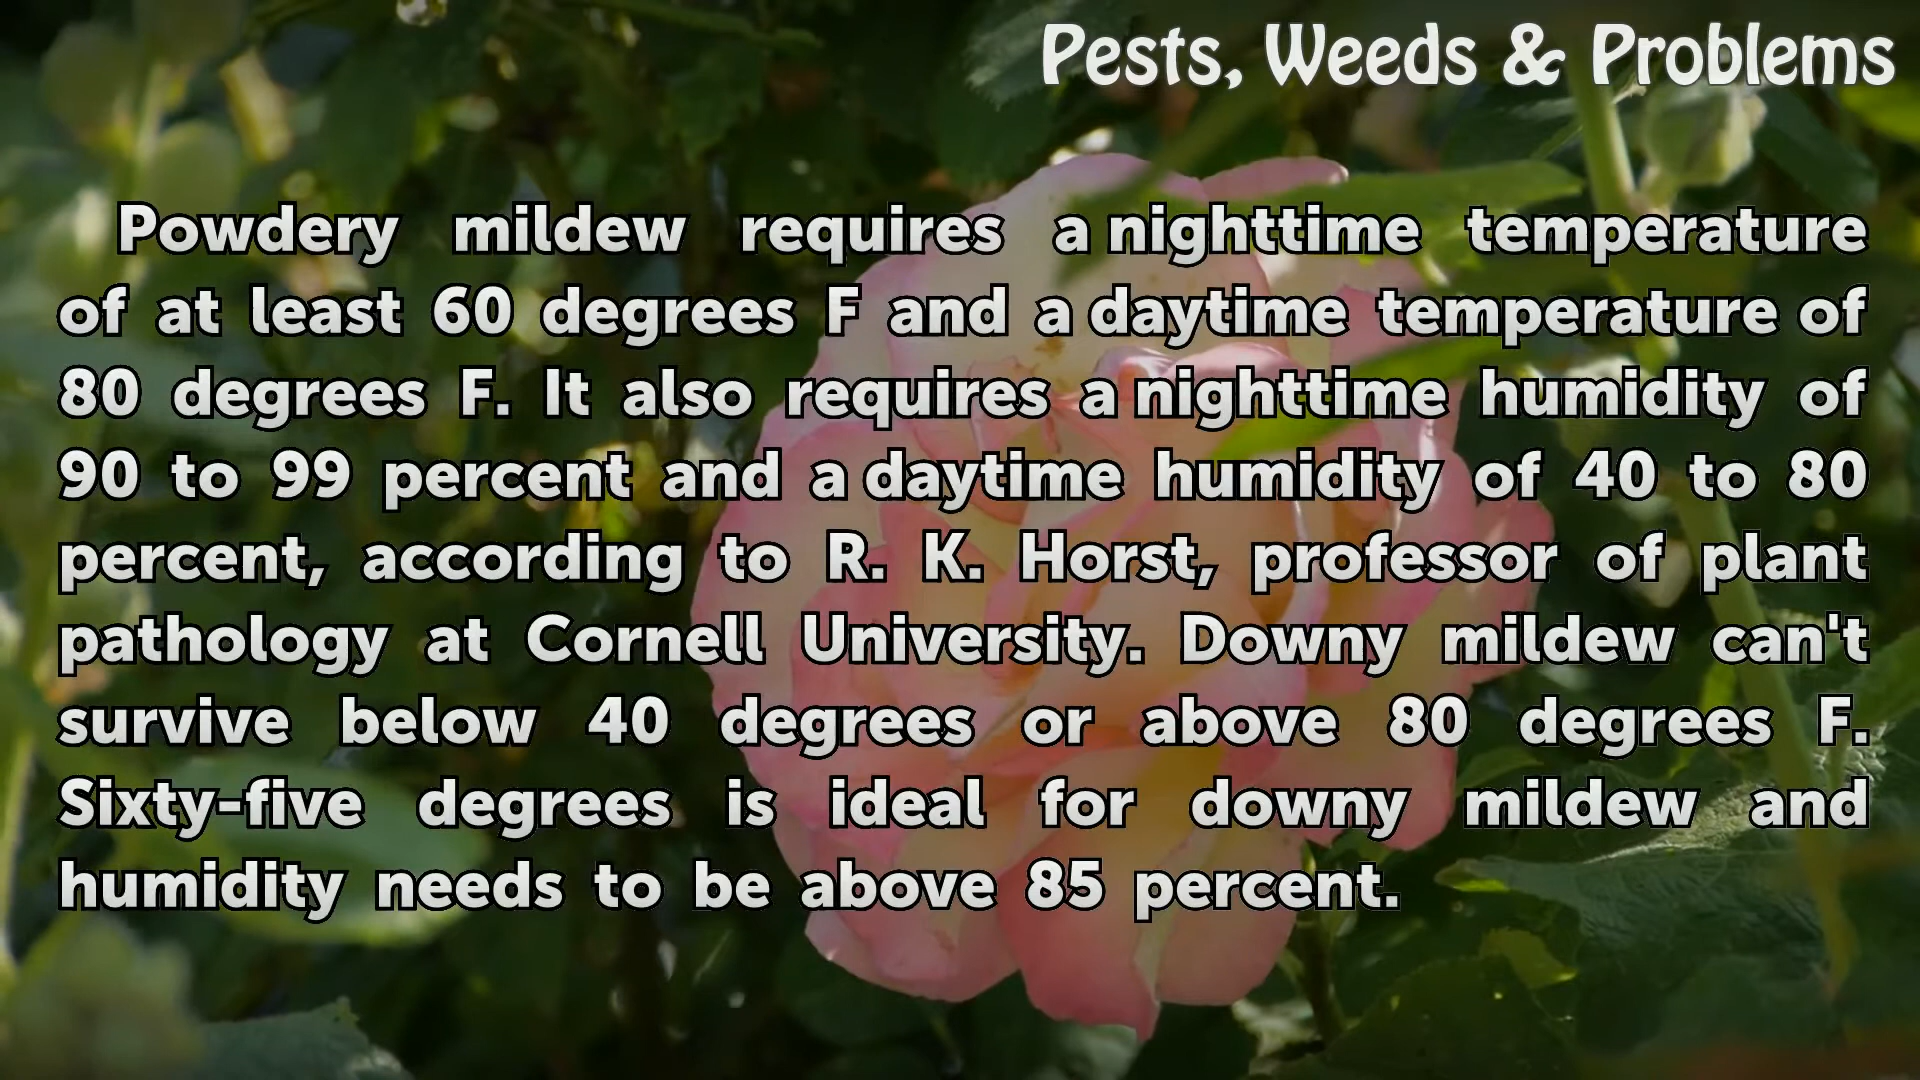 Pests, Weeds & Problems
Powdery mildew requires a nighttime temperature
of at least 60 degrees F and a daytime temperature of
80 degrees F. It also requires a nighttime humidity of
90 to 99 percent and a daytime humidity of 40 to 80
percent, according to R. K. Horst, professor of plant
pathology at Cornell University. Downy mildew can't
survive below 40 degrees or above 80 degrees F.
Sixty-five degrees is ideal for downy mildew and
humidity needs to be above 85 percent.